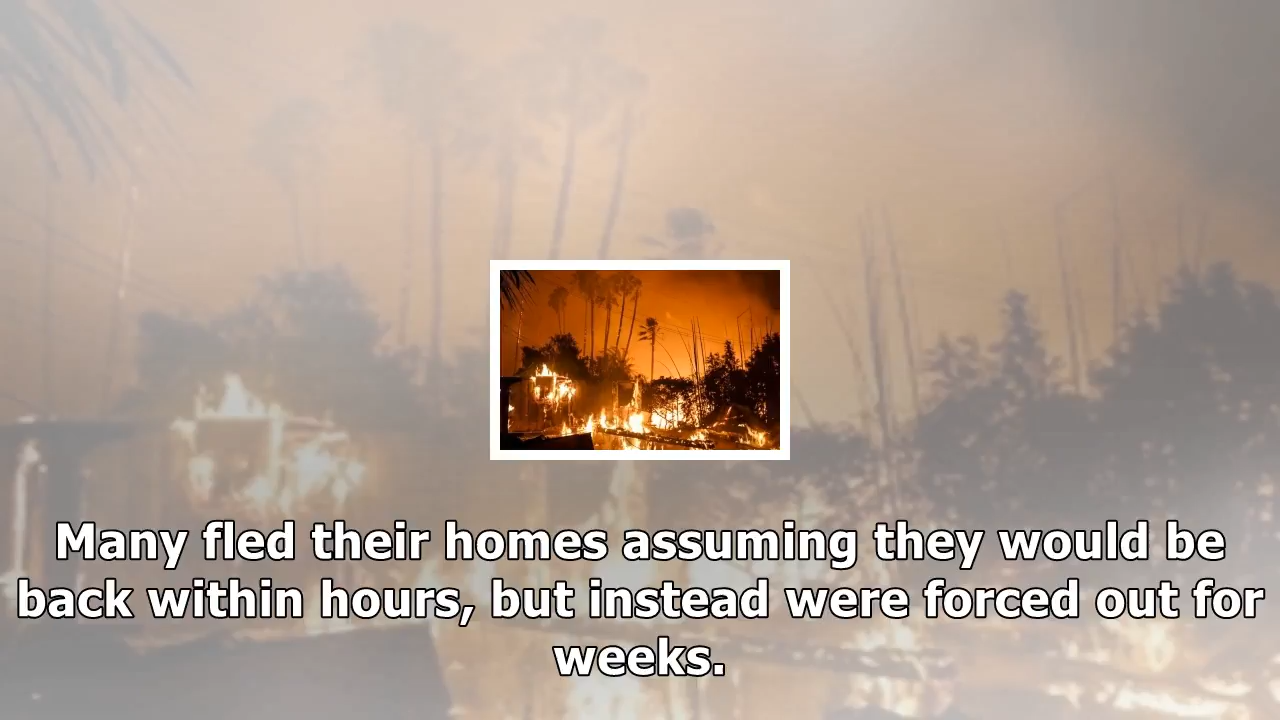 Many fled their homes assuming they would be
back within hours, but instead were forced out for
weeks.